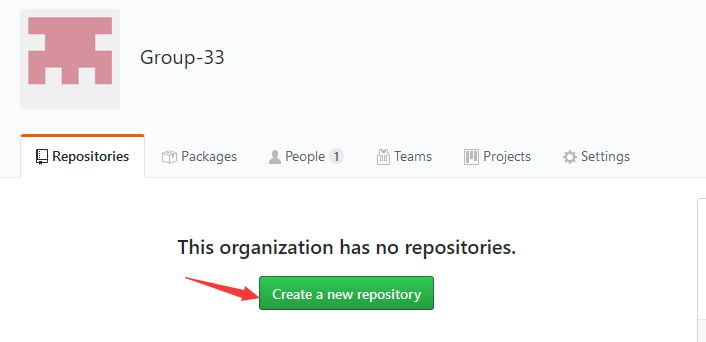 Group-33
Repositories Packages People 1 Teams Projects Settings
This organization has no repositories.
Create a new repository